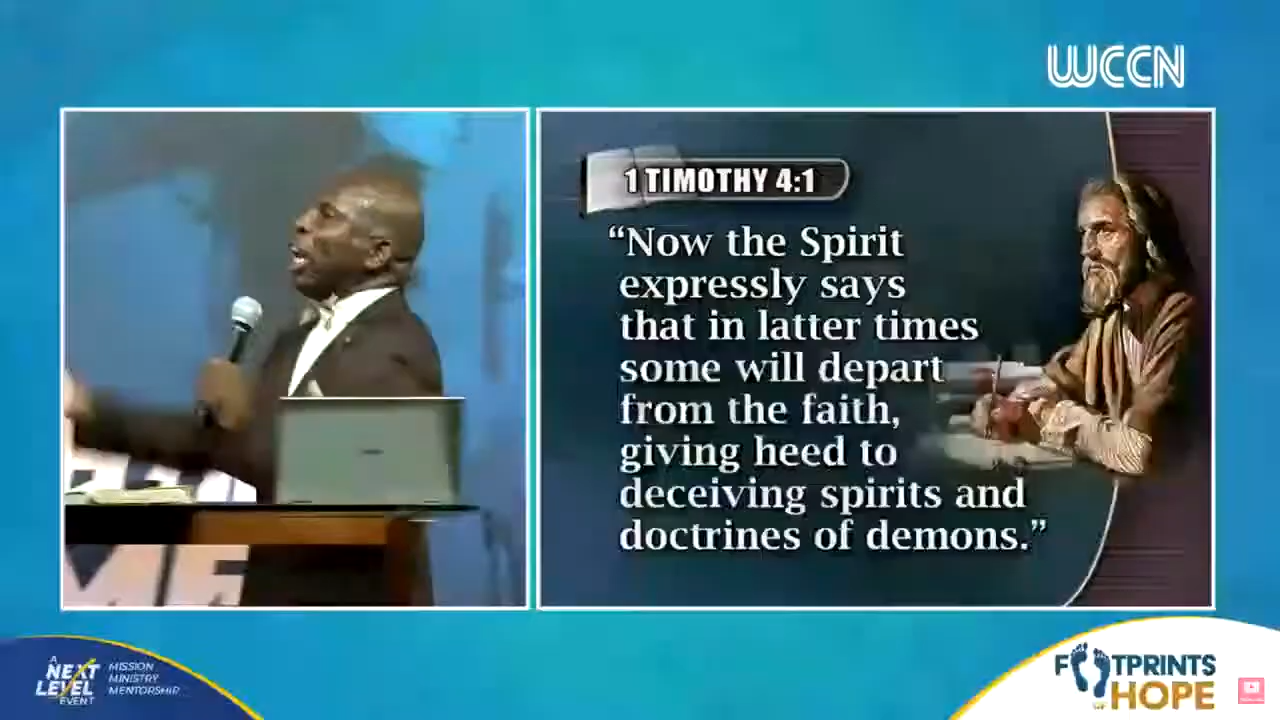 WCCN
1 TIMOTHY 4:1
“Now the Spirit
expressly says
that in latter times
some will depart
from the faith,
giving heed to
deceiving spirits and
doctrines of demons.”
A
NEXT
LEVEL
EVENT
MISSION
MINISTRY
MENTORSHIP
FOOTPRINTS
OF HOPE